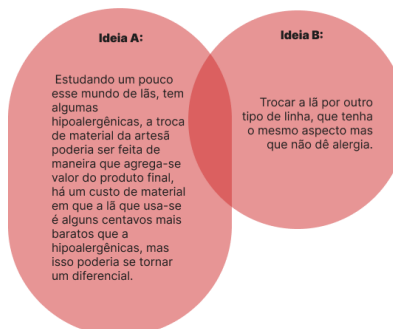 Ideia A:
Estudando um pouco
esse mundo de lãs, tem
algumas
hipoalergênicas, a troca
de material da artesã
poderia ser feita de
maneira que agrega-se
valor do produto final,
há um custo de material
em que a lã que usa-se
é alguns centavos mais
baratos que a
hipoalergênicas, mas
isso poderia se tornar
um diferencial.
Ideia B:
Trocar a lã por outro
tipo de linha, que tenha
o mesmo aspecto mas
que não dê alergia.